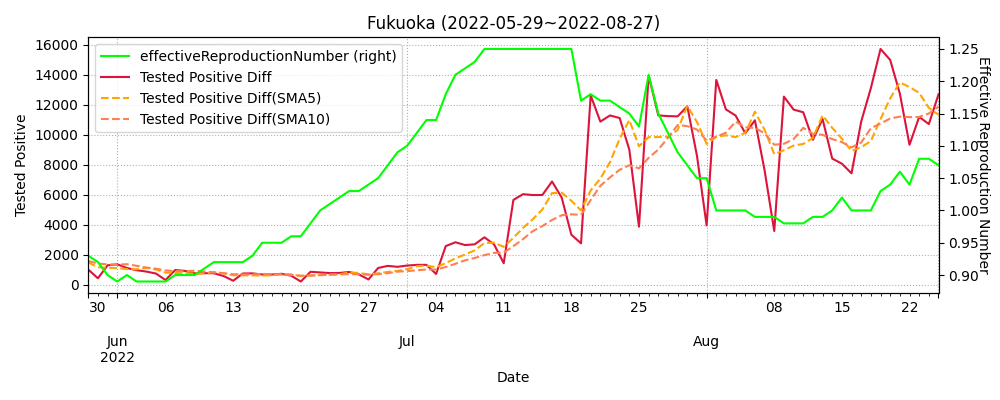 Fukuoka (2022-05-29~2022-08-27)
effectiveReproductionNumber (right)
Tested Positive Diff
Tested Positive Diff(SMA5)
Tested Positive Diff(SMA10)
Tested Positive
16000
14000
12000
10000
8000
6000
4000
2000
0
Effective Reproduction Number
1.25
1.20
1.15
1.10
1.05
1.00
0.95
0.90
30 06 13 20 27 04 11 18 25 08 15 22
Jun Jul Aug
2022
Date